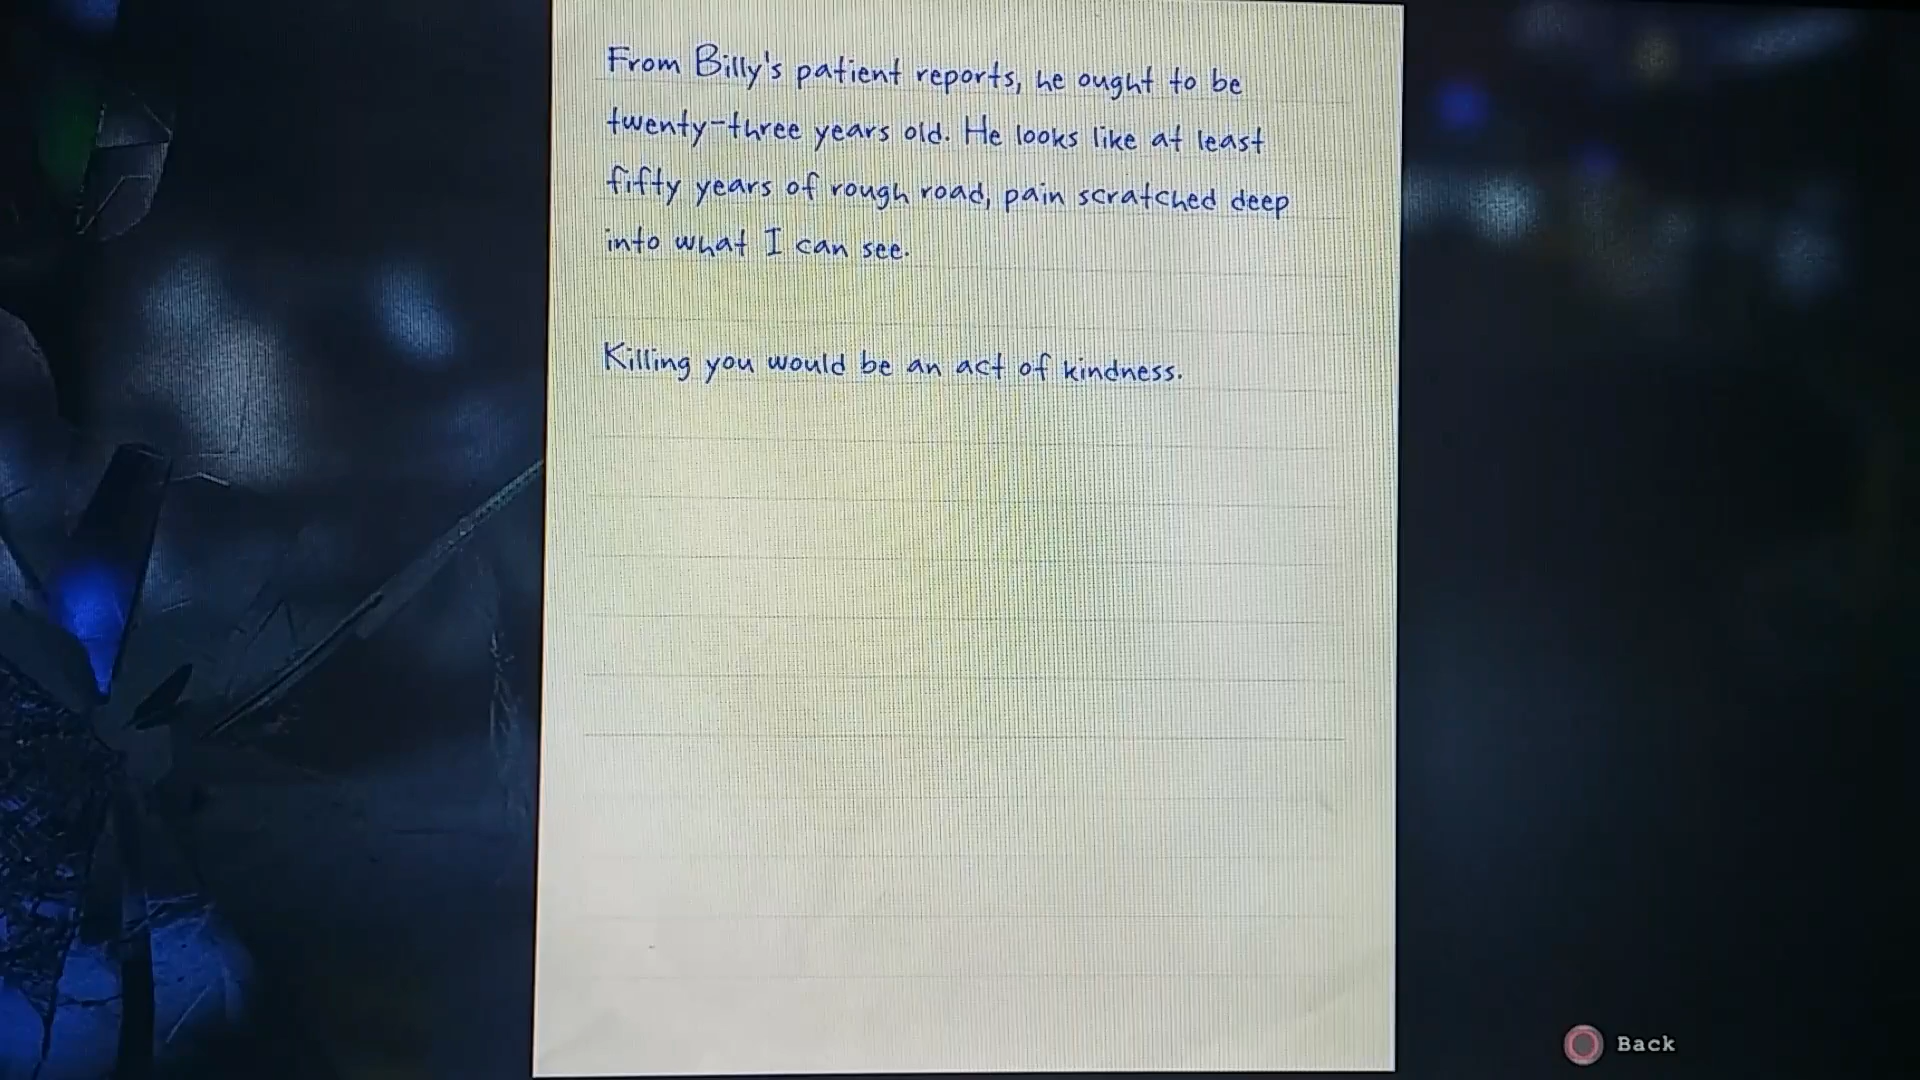 From Billy's patient reports, he ought to be
twenty-three years old. He looks like at least
fifty years of rough road, pain scratched deep
into what I can see.
Killing you would be an act of kindness.
Back